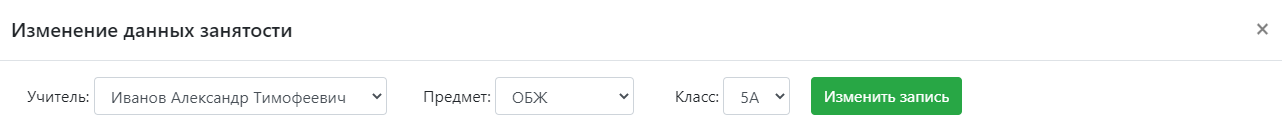 Изменение данных занятости ×
Учитель: Иванов Александр Тимофеевич Предмет: ОБЖ Класс: 5А Изменить запись